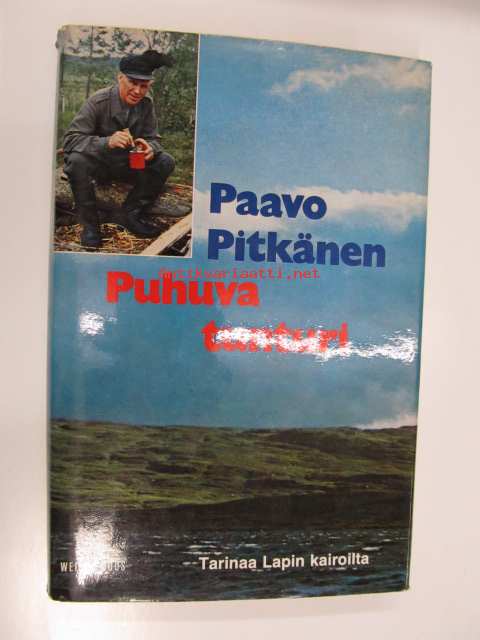 Paavo
Pitkänen
antikvariaatti.net
Puhuva
tunturi
Tarinaa Lapin kairoilta